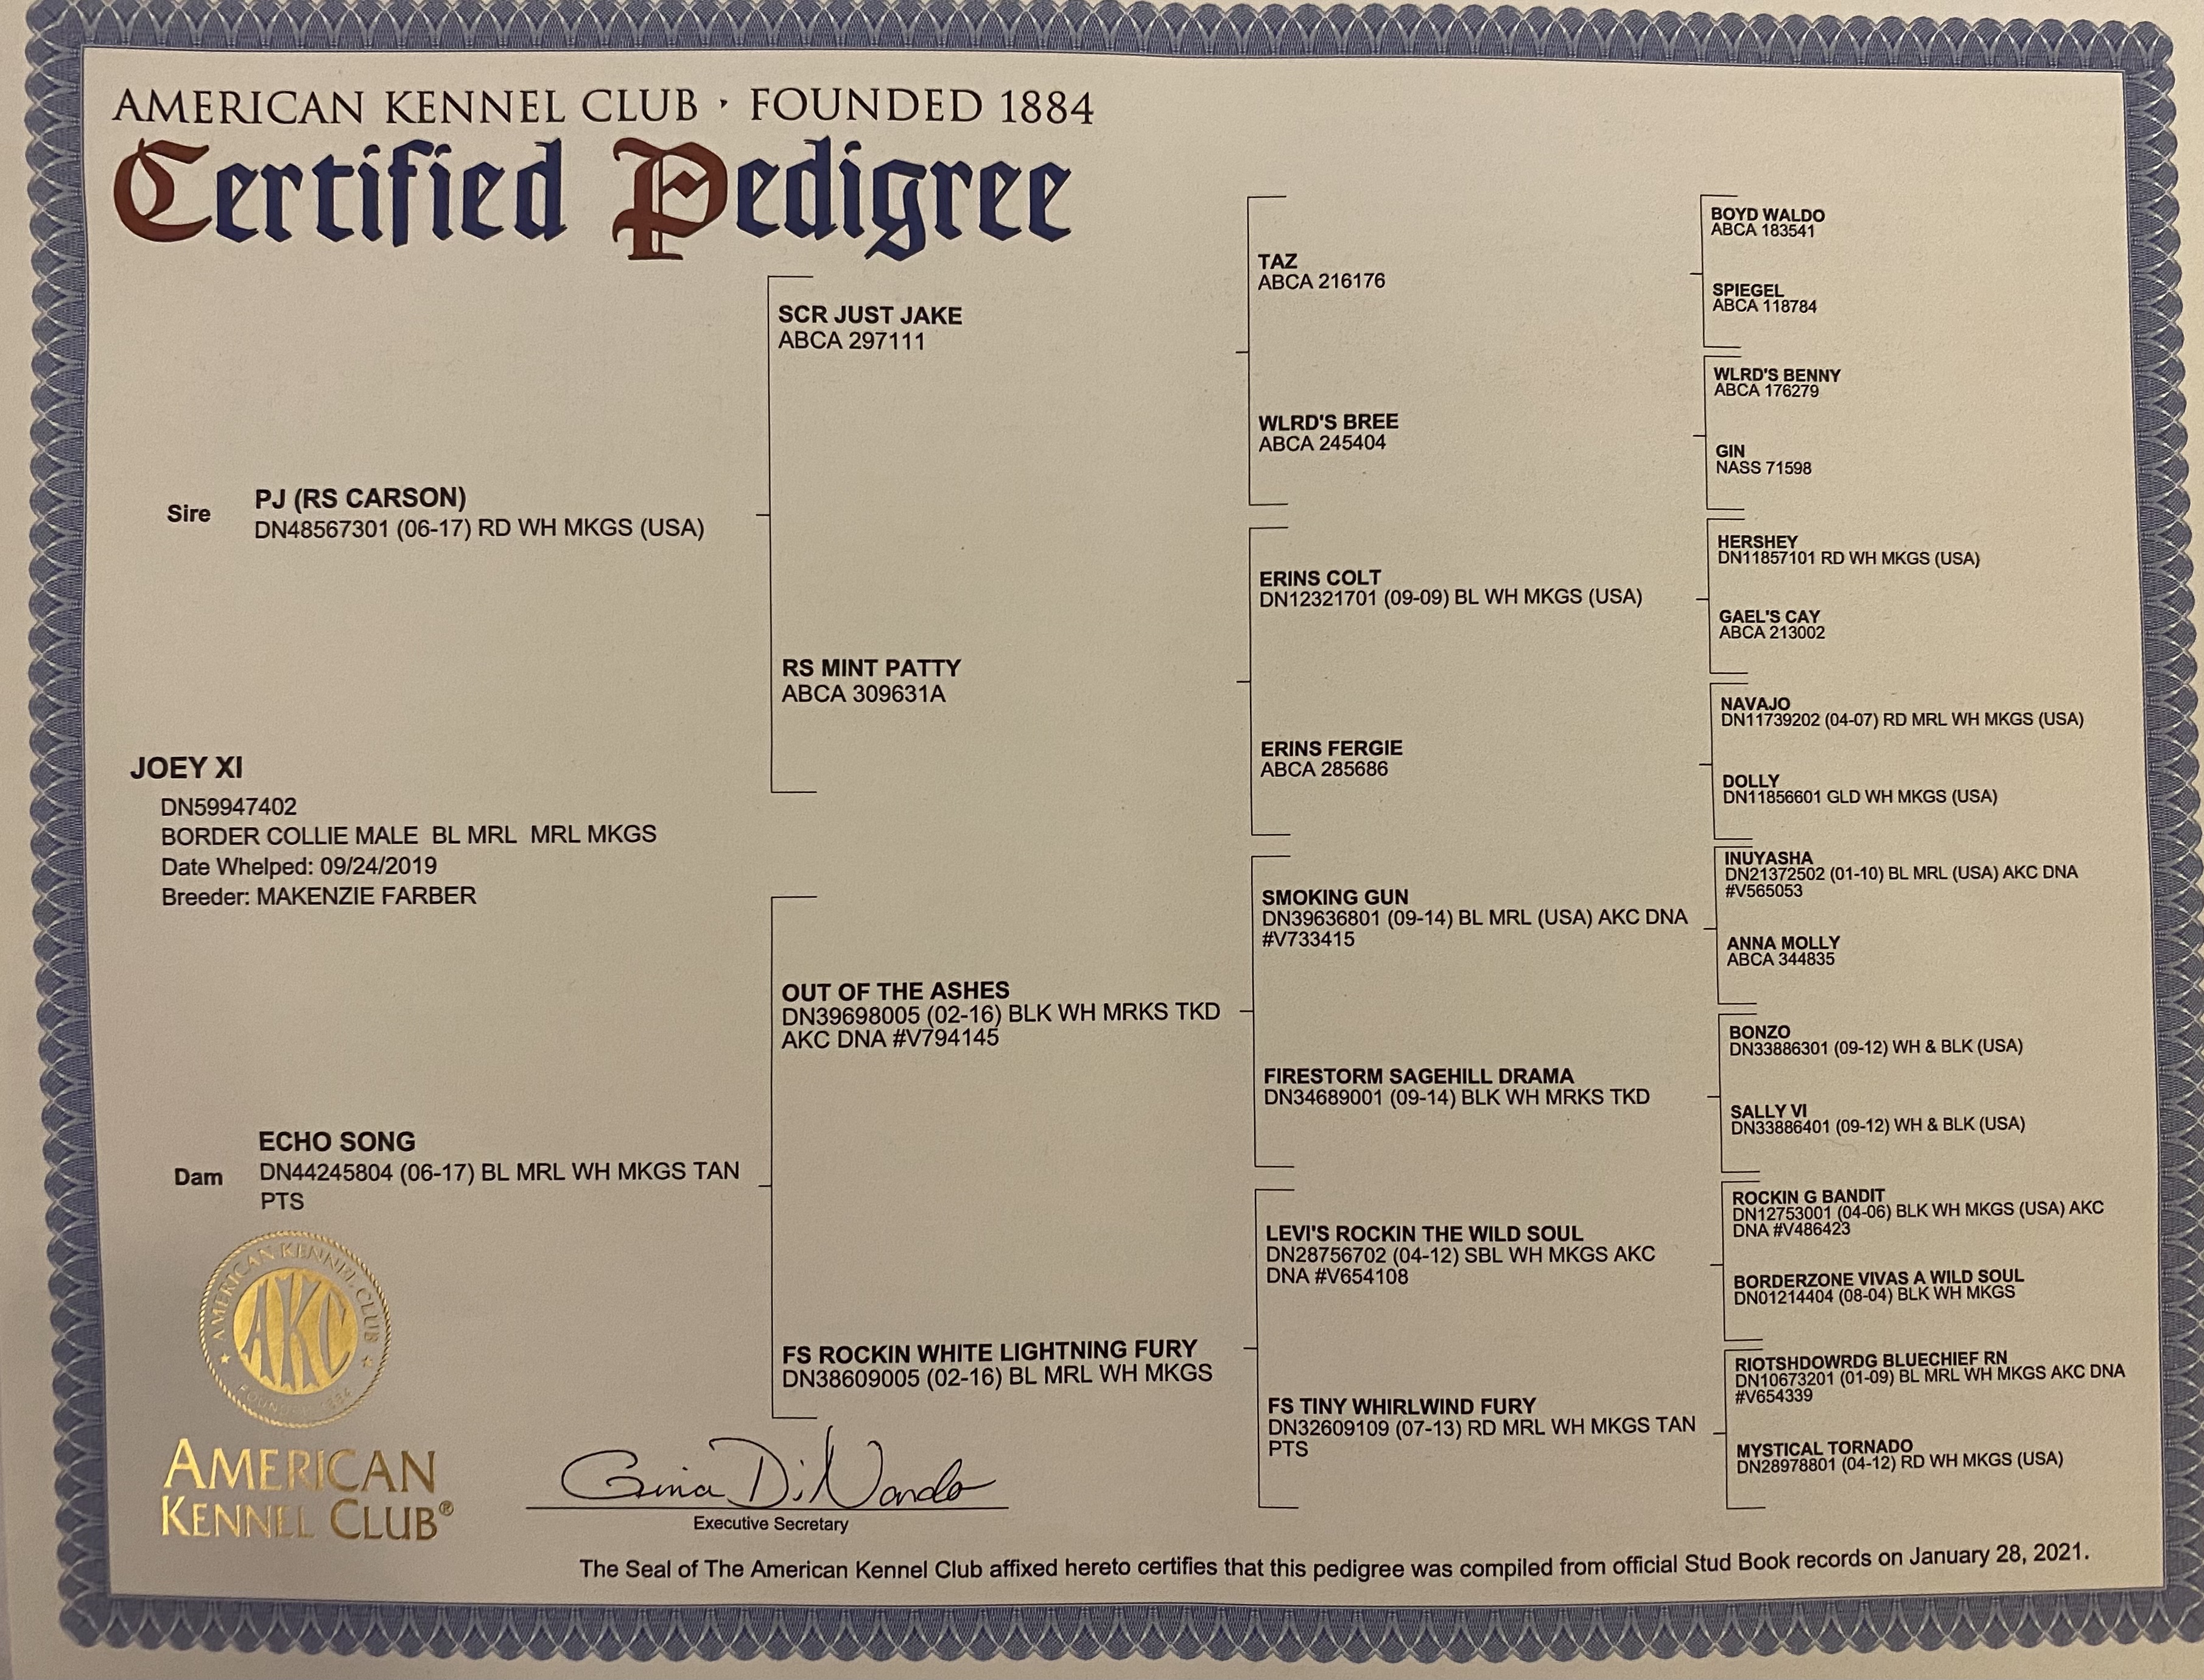 AMERICAN KENNEL CLUB · FOUNDED 1884
Certified Pedigree
Sire
PJ (RS CARSON)
DN48567301 (06-17) RD WH MKGS (USA)
JOEY XI
DN59947402
BORDER COLLIE MALE BL MRL MRL MKGS
Date Whelped: 09/24/2019
Breeder: MAKENZIE FARBER
Dam
ECHO SONG
DN44245804 (06-17) BL MRL WH MKGS TAN
PTS
SCR JUST JAKE
ABCA 297111
RS MINT PATTY
ABCA 309631A
OUT OF THE ASHES
DN39698005 (02-16) BLK WH MRKS TKD
AKC DNA #V794145
FS ROCKIN WHITE LIGHTNING FURY
DN38609005 (02-16) BL MRL WH MKGS
TAZ
ABCA 216176
WLRD'S BREE
ABCA 245404
ERINS COLT
DN12321701 (09-09) BL WH MKGS (USA)
ERINS FERGIE
ABCA 285686
SMOKING GUN
DN39636801 (09-14) BL MRL (USA) AKC DNA
#V733415
FIRESTORM SAGEHILL DRAMA
DN34689001 (09-14) BLK WH MRKS TKD
LEVI'S ROCKIN THE WILD SOUL
DN28756702 (04-12) SBL WH MKGS AKC
DNA #V654108
FS TINY WHIRLWIND FURY
DN32609109 (07-13) RD MRL WH MKGS TAN
PTS
BOYD WALDO
ABCA 183541
SPIEGEL
ABCA 118784
WLRD'S BENNY
ABCA 176279
GIN
NASS 71598
HERSHEY
DN11857101 RD WH MKGS (USA)
GAEL'S CAY
ABCA 213002
NAVAJO
DN11739202 (04-07) RD MRL WH MKGS (USA)
DOLLY
DN11856601 GLD WH MKGS (USA)
INUYASHA
DN21372502 (01-10) BL MRL (USA) AKC DNA
#V565053
ANNA MOLLY
ABCA 344835
BONZO
DN33886301 (09-12) WH & BLK (USA)
SALLY VI
DN33886401 (09-12) WH & BLK (USA)
ROCKIN G BANDIT
DN12753001 (04-06) BLK WH MKGS (USA) AKC
DNA #V486423
BORDERZONE VIVAS A WILD SOUL
DN01214404 (08-04) BLK WH MKGS
RIOTSHDOWRDG BLUECHIEF RN
DN10673201 (01-09) BL MRL WH MKGS AKC DNA
#V654339
MYSTICAL TORNADO
DN28978801 (04-12) RD WH MKGS (USA)
AMERICAN KENNEL CLUB
AKC
FOUNDED 1884
AMERICAN
KENNEL CLUB®
Gina DiNardo
Executive Secretary
The Seal of The American Kennel Club affixed hereto certifies that this pedigree was compiled from official Stud Book records on January 28, 2021.